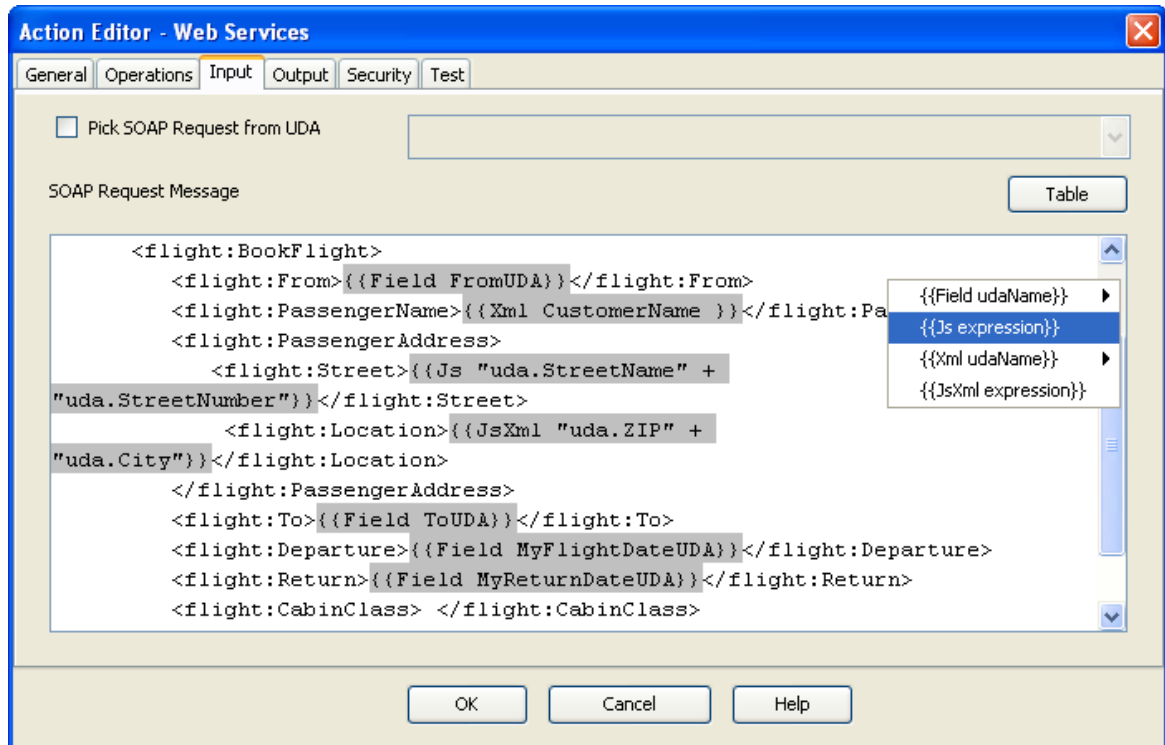 Action Editor - Web Services
General Operations Input Output Security Test
Pick SOAP Request from UDA
SOAP Request Message
Table
<flight:BookFlight>
<flight:From>{{Field FromUDA}}</flight:From>
<flight:PassengerName>{{Xml CustomerName }}</flight:Pa
<flight:PassengerAddress>
<flight:Street>{{Js "uda.StreetName" +
"uda.StreetNumber"}}</flight:Street>
<flight:Location>{{JsXml "uda.ZIP" +
"uda.City"}}</flight:Location>
</flight:PassengerAddress>
<flight:To>{{Field ToUDA}}</flight:To>
<flight:Departure>{{Field MyFlightDateUDA}}</flight:Departure>
<flight:Return>{{Field MyReturnDateUDA}}</flight:Return>
<flight:CabinClass> </flight:CabinClass>
{{Field udaName}}
{{Js expression}}
{{Xml udaName}}
{{JsXml expression}}
OK Cancel Help